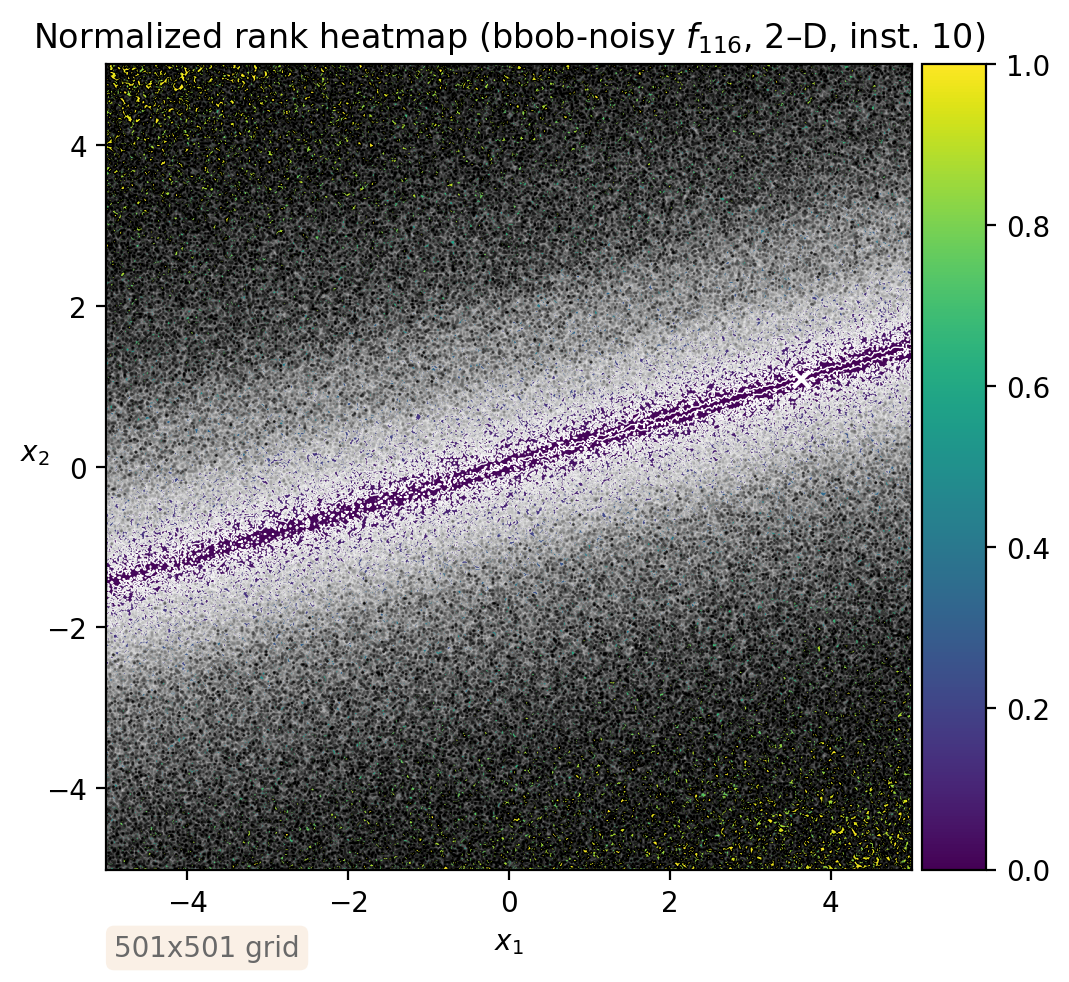 Normalized rank heatmap (bbob-noisy f₁₁₆, 2–D, inst. 10)
1.0
0.8
0.6
0.4
0.2
0.0
4
2
0
−2
−4
x₂
−4 −2 0 2 4
x₁
501x501 grid